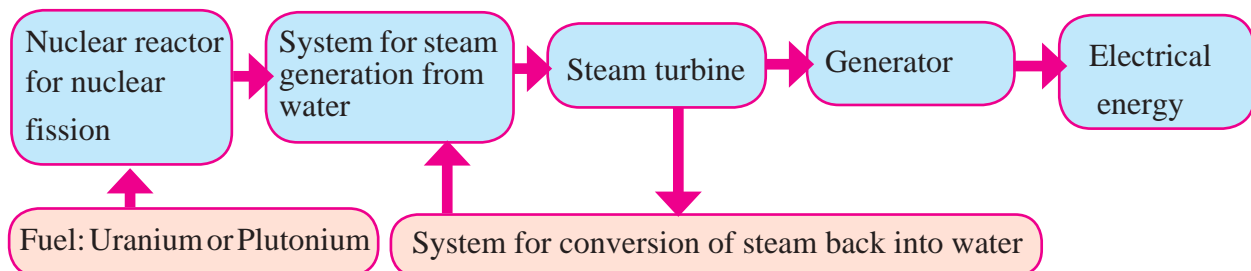 Nuclear reactor
for nuclear
fission
System for steam
generation from
water
Steam turbine
Generator
Electrical
energy
Fuel: Uranium or Plutonium
System for conversion of steam back into water